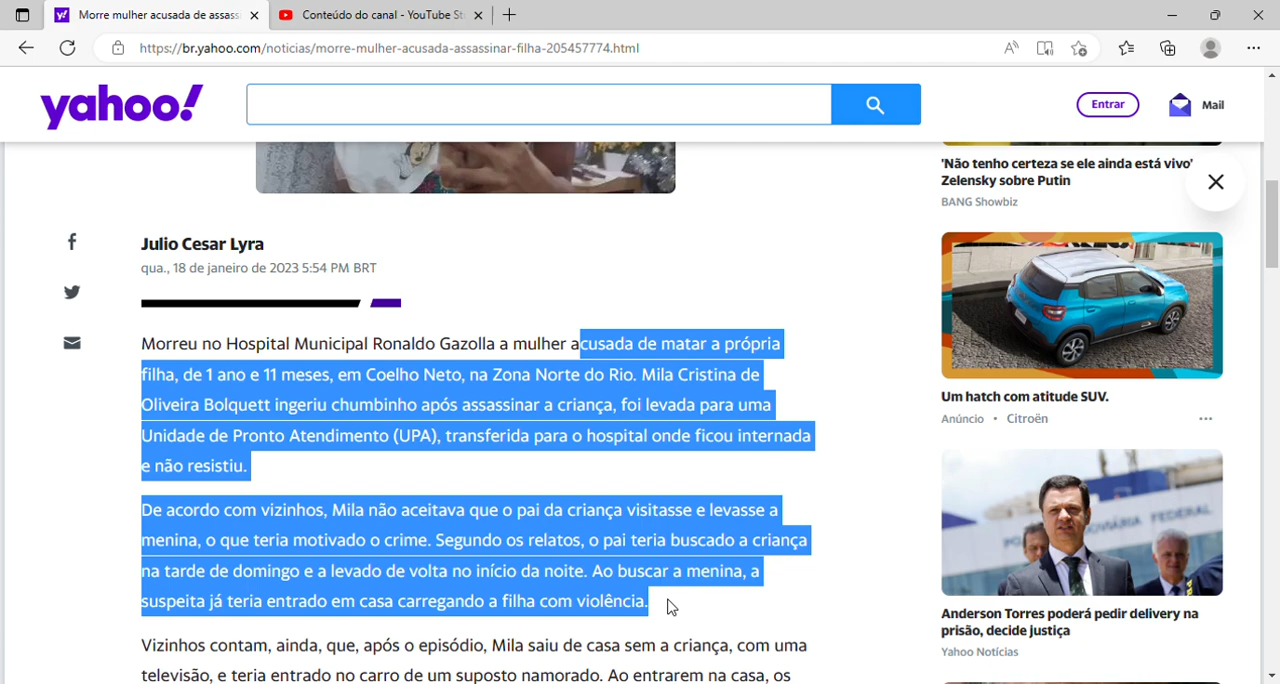 Morre mulher acusada de assass
Conteúdo do canal - YouTube St
https://br.yahoo.com/noticias/morre-mulher-acusada-assassinar-filha-205457774.html
yahoo!
Entrar
Mail
'Não tenho certeza se ele ainda está vivo'
Zelensky sobre Putin
BANG Showbiz
Julio Cesar Lyra
qua., 18 de janeiro de 2023 5:54 PM BRT
Morreu no Hospital Municipal Ronaldo Gazolla a mulher acusada de matar a própria
filha, de 1 ano e 11 meses, em Coelho Neto, na Zona Norte do Rio. Mila Cristina de
Oliveira Bolquett ingeriu chumbinho após assassinar a criança, foi levada para uma
Unidade de Pronto Atendimento (UPA), transferida para o hospital onde ficou internada
e não resistiu.
De acordo com vizinhos, Mila não aceitava que o pai da criança visitasse e levasse a
menina, o que teria motivado o crime. Segundo os relatos, o pai teria buscado a criança
na tarde de domingo e a levado de volta no início da noite. Ao buscar a menina, a
suspeita já teria entrado em casa carregando a filha com violência.
Vizinhos contam, ainda, que, após o episódio, Mila saiu de casa sem a criança, com uma
televisão, e teria entrado no carro de um suposto namorado. Ao entrarem na casa, os
Um hatch com atitude SUV.
Anúncio • Citroën
Anderson Torres poderá pedir delivery na
prisão, decide justiça
Yahoo Notícias